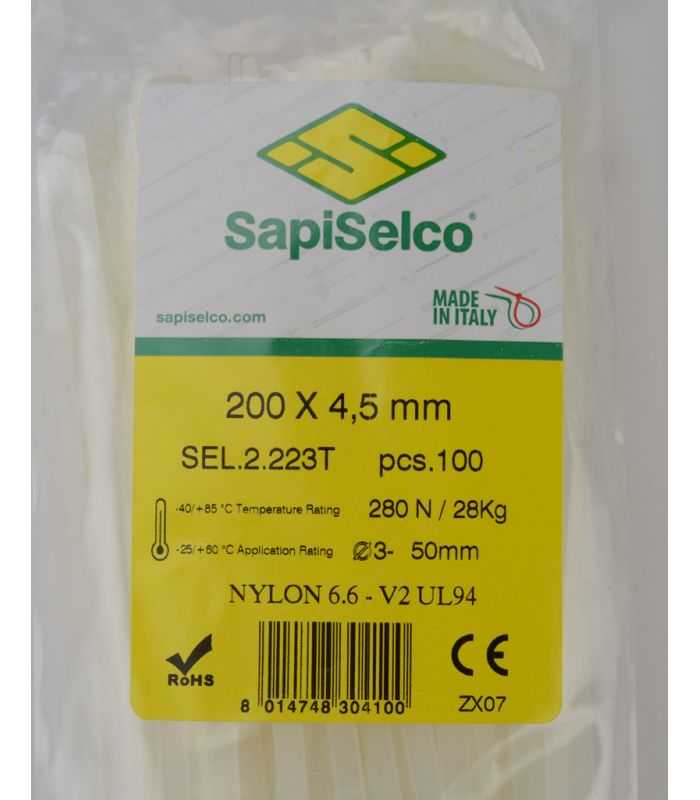 SapiSelco®
sapiselco.com
MADE
IN ITALY
200 X 4,5 mm
SEL.2.223T pcs.100
-40/+85 °C Temperature Rating 280 N / 28Kg
-25/+60 °C Application Rating Ø3- 50mm
NYLON 6.6 - V2 UL94
RoHS
CE
8 014748 304100
ZX07